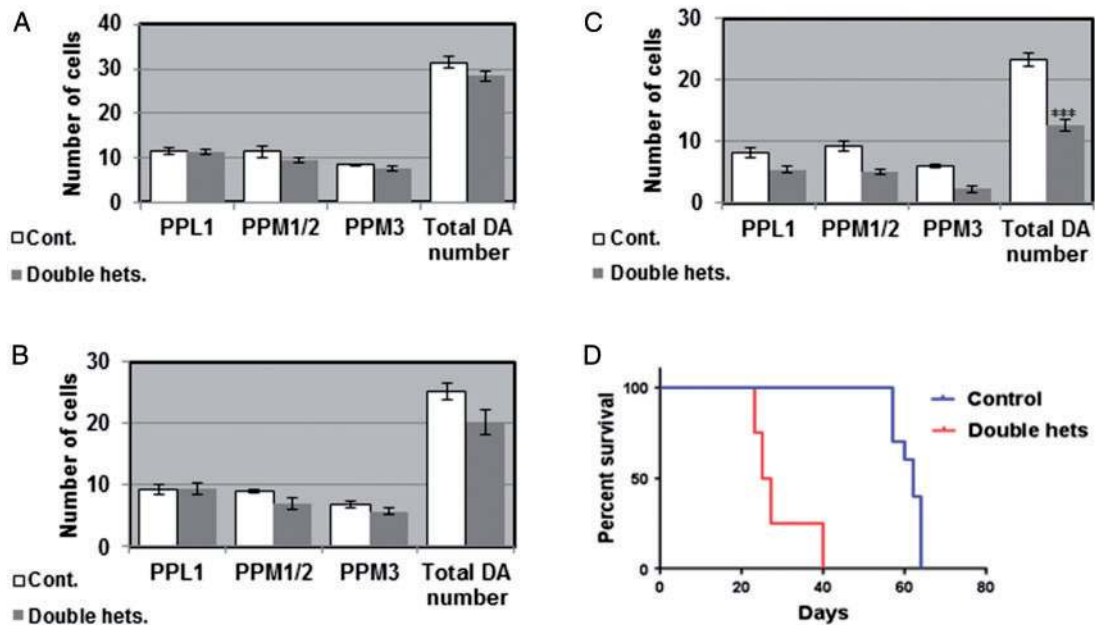 A
Number of cells
40
30
20
10
0
PPL1 PPM1/2 PPM3 Total DA number
Cont.
Double hets.
B
Number of cells
30
20
10
0
PPL1 PPM1/2 PPM3 Total DA number
Cont.
Double hets.
C
Number of cells
30
20
10
0
***
PPL1 PPM1/2 PPM3 Total DA number
Cont.
Double hets.
D
Percent survival
100
50
0
0 20 40 60 80
Days
Control
Double hets